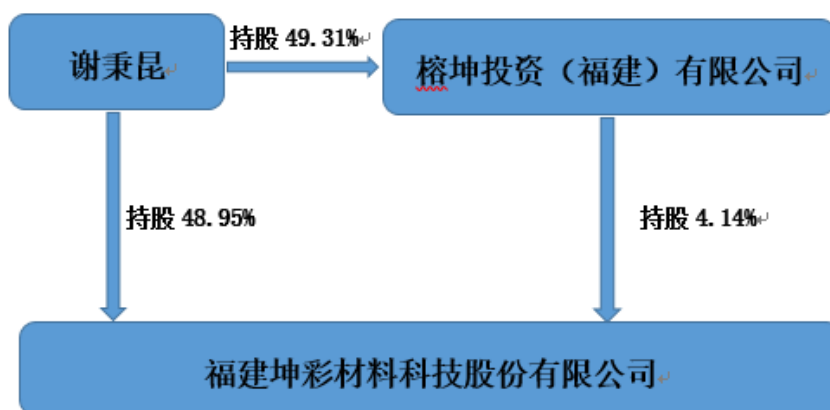 持股 49.31%
谢秉昆
榕坤投资（福建）有限公司
持股 48.95%
持股 4.14%
福建坤彩材料科技股份有限公司